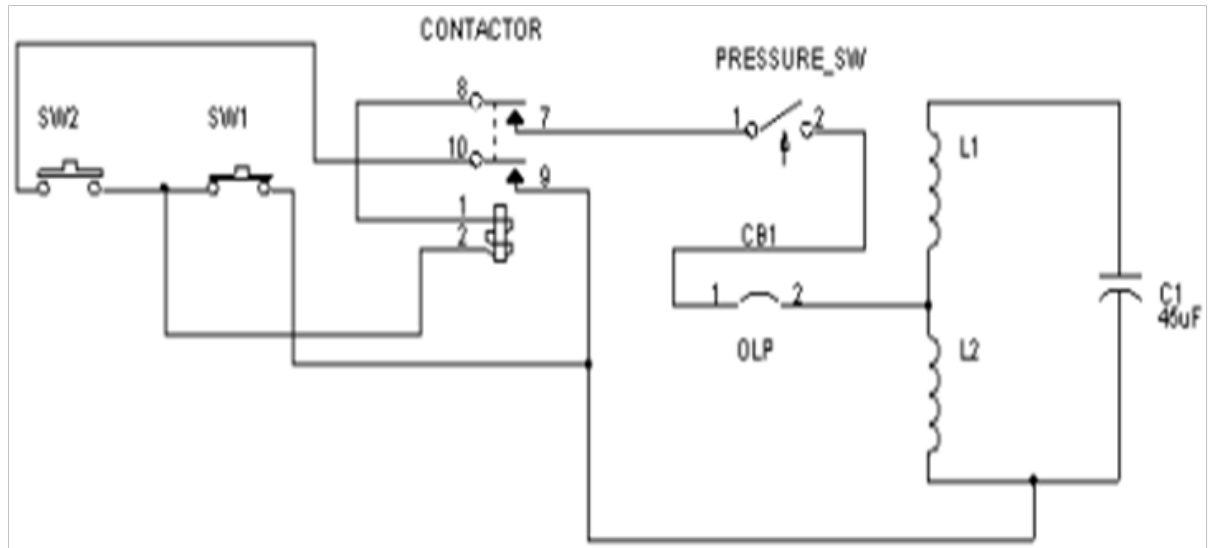 CONTACTOR
PRESSURE_SW
SW2
SW1
8
7
1
2
10
9
1
2
L1
CB1
1
2
C1
46uF
OLP
L2